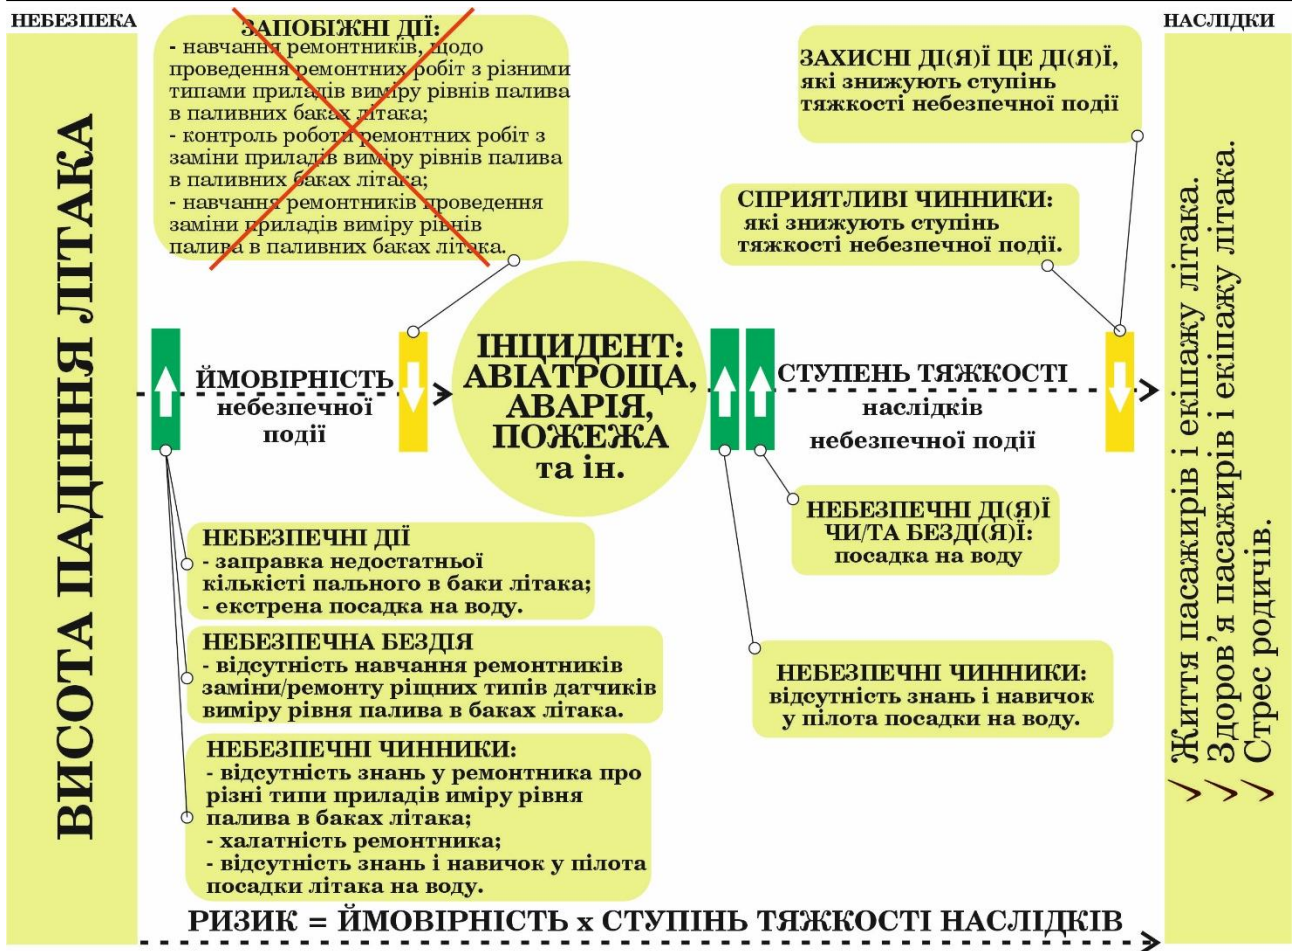 НЕБЕЗПЕКА
ВИСОТА ПАДІННЯ ЛІТАКА
ЗАПОБІЖНІ ДІЇ:
- навчання ремонтників, щодо
проведення ремонтних робіт з різними
типами приладів виміру рівнів палива
в паливних баках літака;
- контроль роботи ремонтних робіт з
заміни приладів виміру рівнів палива
в паливних баках літака;
- навчання ремонтників проведення
заміни приладів виміру рівнів
палива в паливних баках літака.
ЙМОВІРНІСТЬ
небезпечної
події
НЕБЕЗПЕЧНІ ДІЇ
- заправка недостатньої
кількісті пального в баки літака;
- екстрена посадка на воду.
НЕБЕЗПЕЧНА БЕЗДІЯ
- відсутність навчання ремонтників
заміни/ремонту ріщних типів датчиків
виміру рівня палива в баках літака.
НЕБЕЗПЕЧНІ ЧИННИКИ:
- відсутність знань у ремонтника про
різні типи приладів иміру рівня
палива в баках літака;
- халатність ремонтника;
- відсутність знань і навичок у пілота
посадки літака на воду.
ІНЦИДЕНТ:
АВІАТРОЩА,
АВАРІЯ,
ПОЖЕЖА
та ін.
ЗАХИСНІ ДІ(Я)Ї ЦЕ ДІ(Я)Ї,
які знижують ступінь
тяжкості небезпечної події
СПРИЯТЛИВІ ЧИННИКИ:
які знижують ступінь
тяжкості небезпечної події.
СТУПЕНЬ ТЯЖКОСТІ
наслідків
небезпечної події
НЕБЕЗПЕЧНІ ДІ(Я)Ї
ЧИ/ТА БЕЗДІ(Я)Ї:
посадка на воду
НЕБЕЗПЕЧНІ ЧИННИКИ:
відсутність знань і навичок
у пілота посадки на воду.
НАСЛІДКИ
Життя пасажирів і екіпажу літака.
Здоров'я пасажирів і екіпажу літака.
Стрес родичів.
РИЗИК = ЙМОВІРНІСТЬ х СТУПІНЬ ТЯЖКОСТІ НАСЛІДКІВ